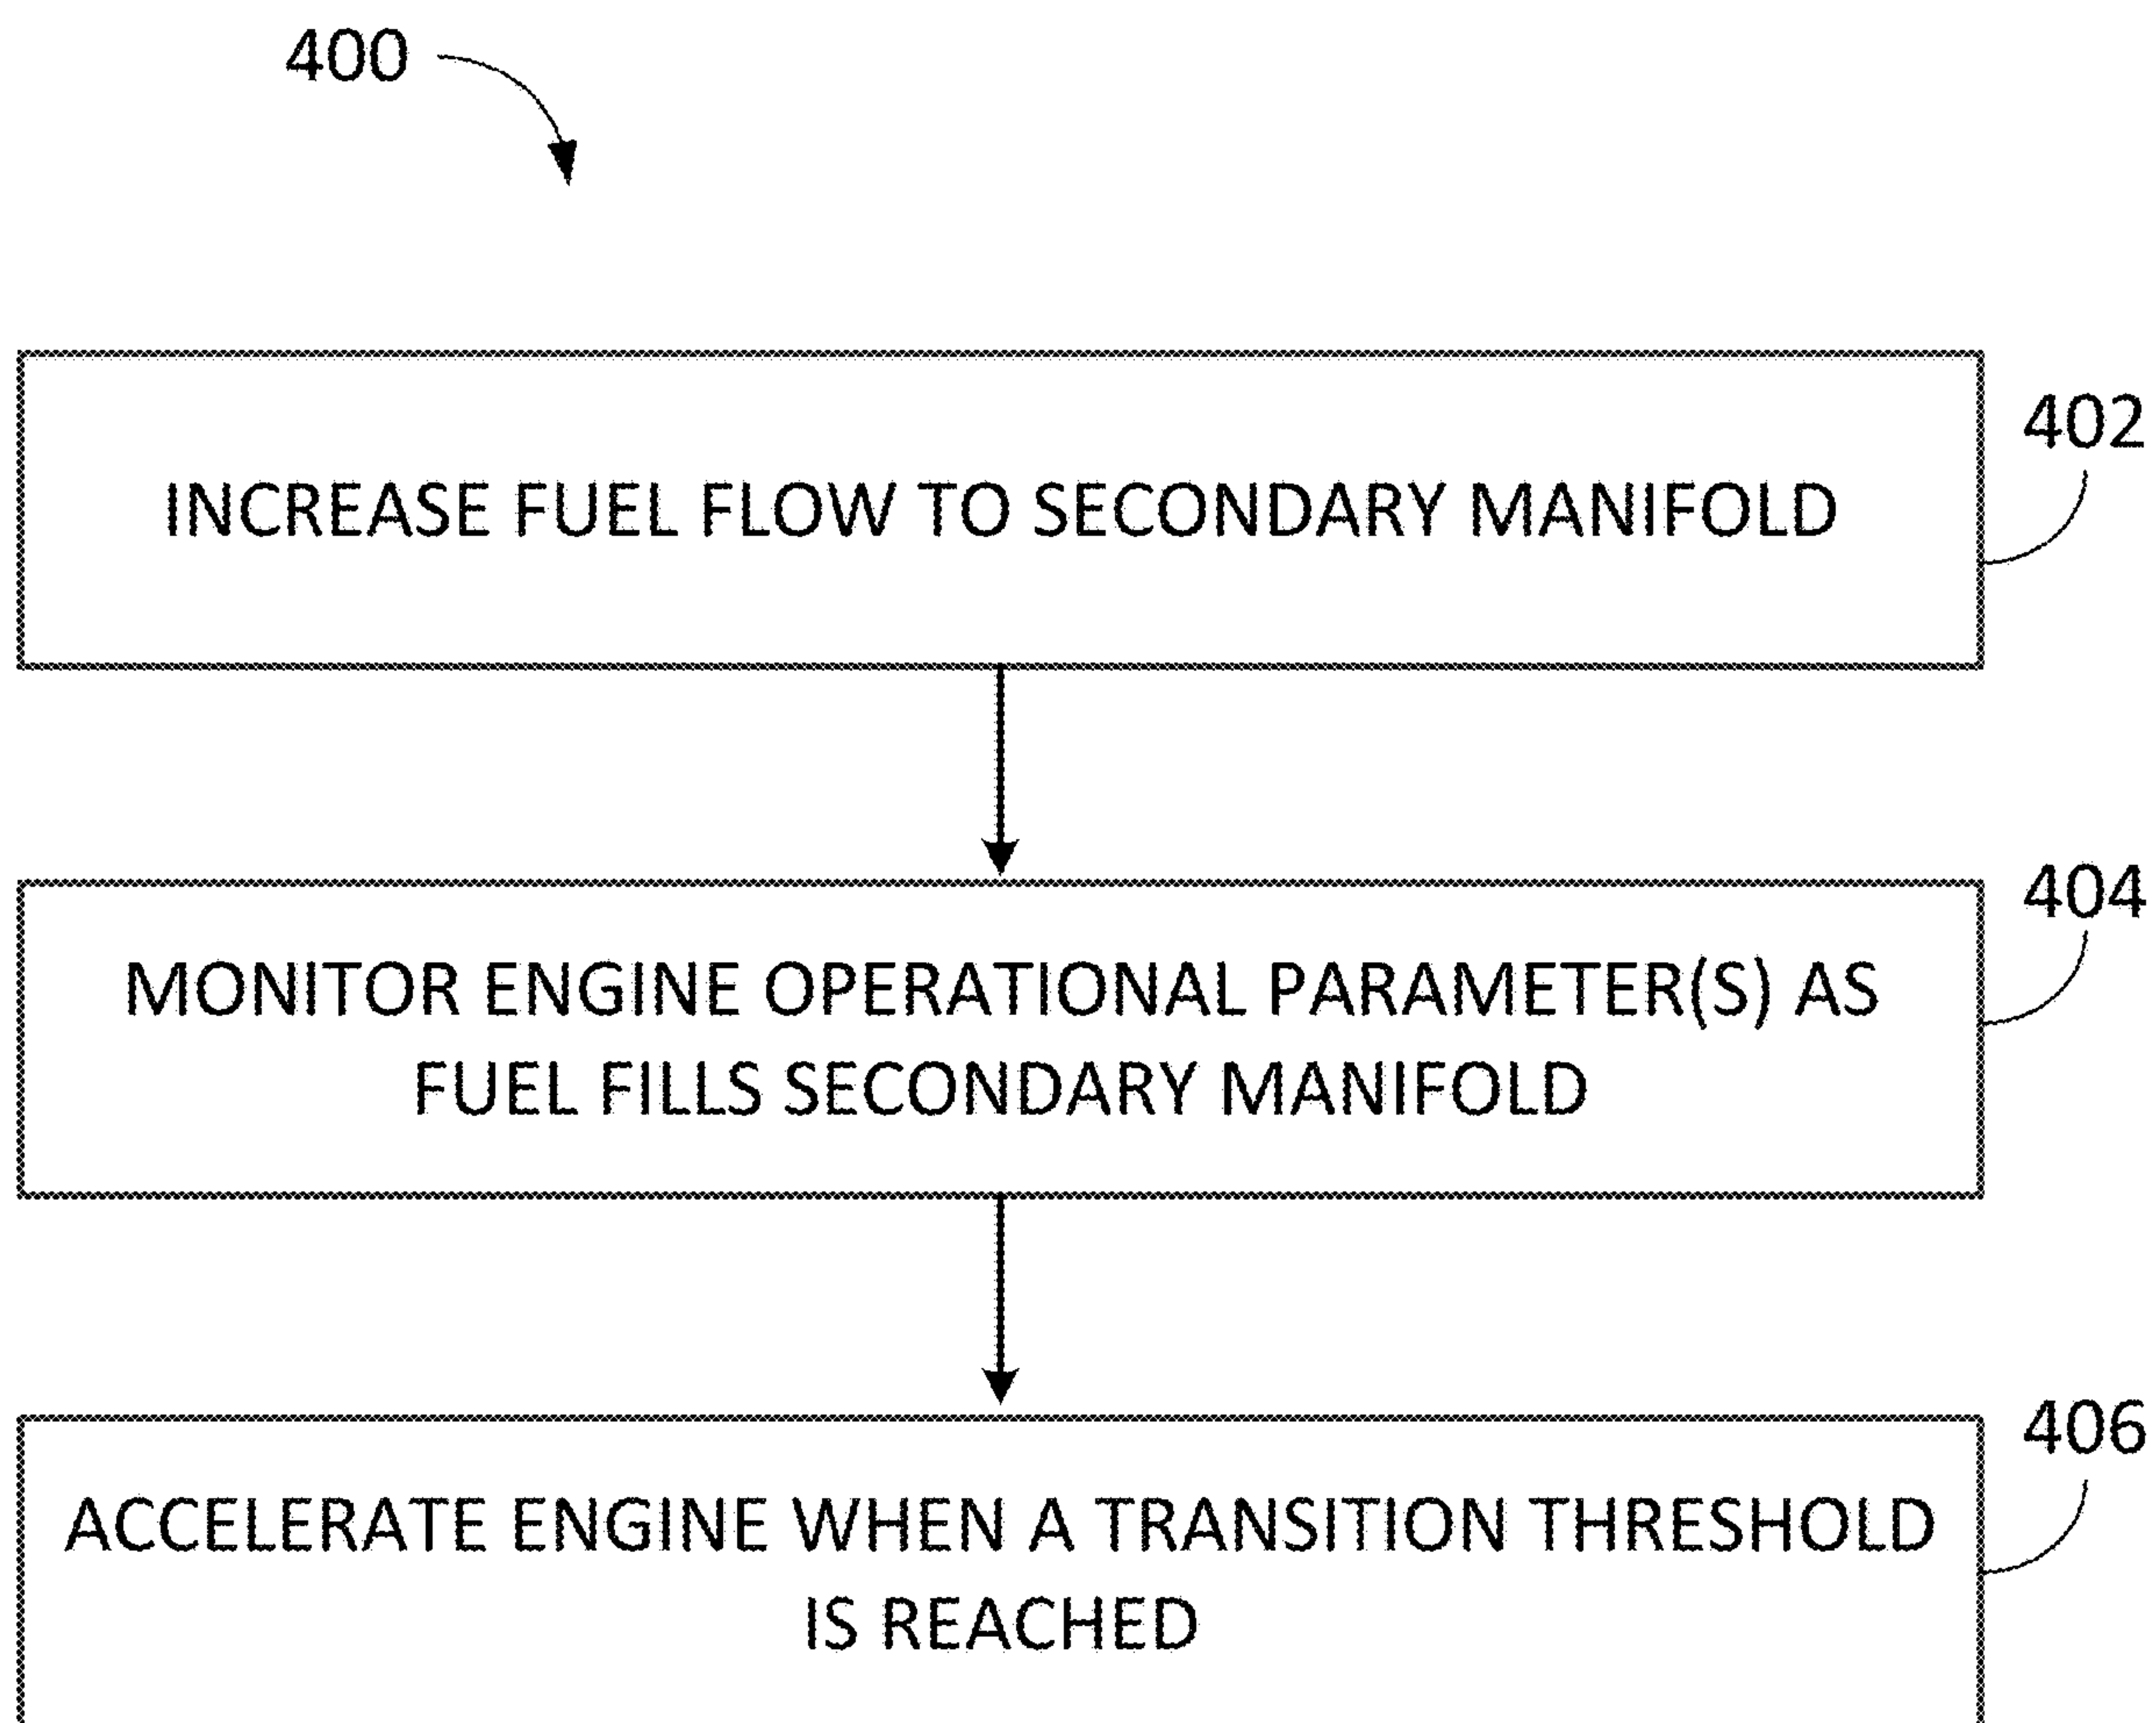 400
402
INCREASE FUEL FLOW TO SECONDARY MANIFOLD
404
MONITOR ENGINE OPERATIONAL PARAMETER(S) AS
FUEL FILLS SECONDARY MANIFOLD
406
ACCELERATE ENGINE WHEN A TRANSITION THRESHOLD
IS REACHED